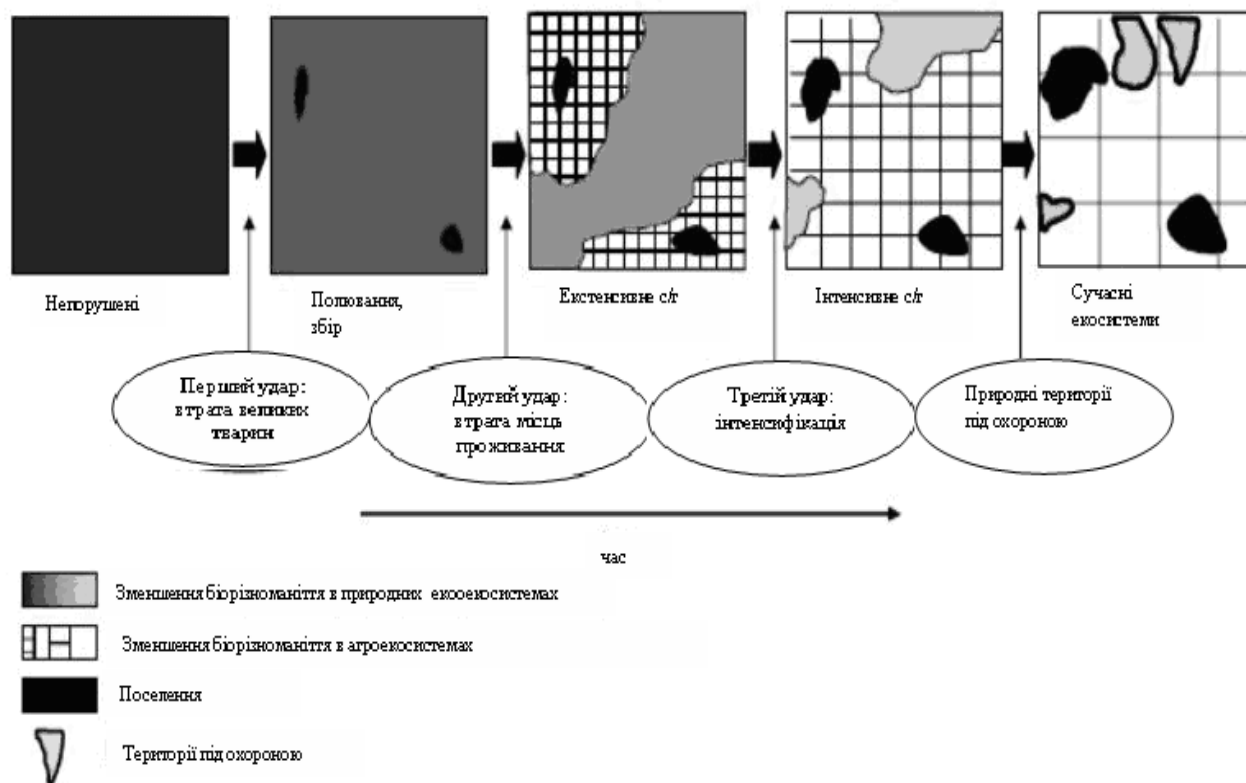 Непорушені
Полювання,
збір
Екстенсивне с/г
Інтенсивне с/г
Сучасні
екосистеми
Перший удар:
втрата великих
тварин
Другий удар:
втрата місць
проживання
Третій удар:
інтенсифікація
Природні території
під охороною
час
Зменшення біорізноманіття в природних екоекосистемах
Зменшення біорізноманіття в агроекосистемах
Поселення
Території під охороною